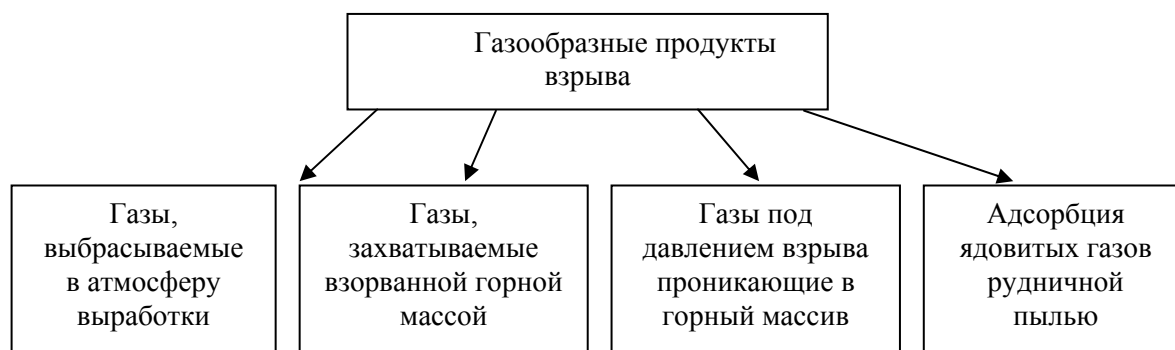 Газообразные продукты
взрыва
Газы,
выбрасываемые
в атмосферу
выработки
Газы,
захватываемые
взорванной горной
массой
Газы под
давлением взрыва
проникающие в
горный массив
Адсорбция
ядовитых газов
рудничной
пылью